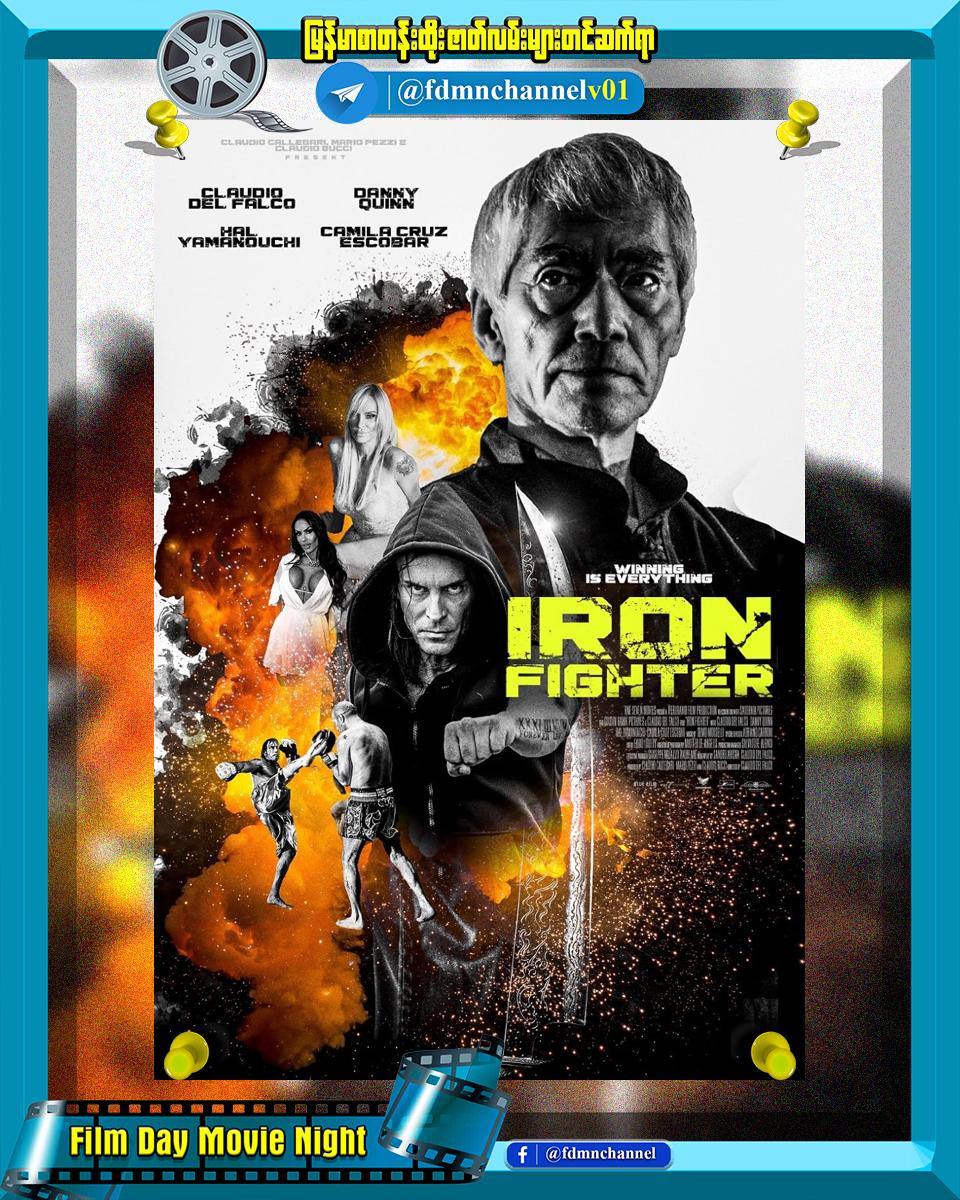 မြန်မာစာတန်းထိုးဇာတ်လမ်းများတင်ဆက်ရာ
@fdmnchannelv01
CLAUDIO CALLEGARI, MARIO PEZZI E
CLAUDIO BUCCI
PRESENT
CLAUDIO
DEL FALCO
DANNY
QUINN
HAL
YAMANOUCHI
CAMILA CRUZ
ESCOBAR
WINNING
IS EVERYTHING
IRON
FIGHTER
Film Day Movie Night
@fdmnchannel